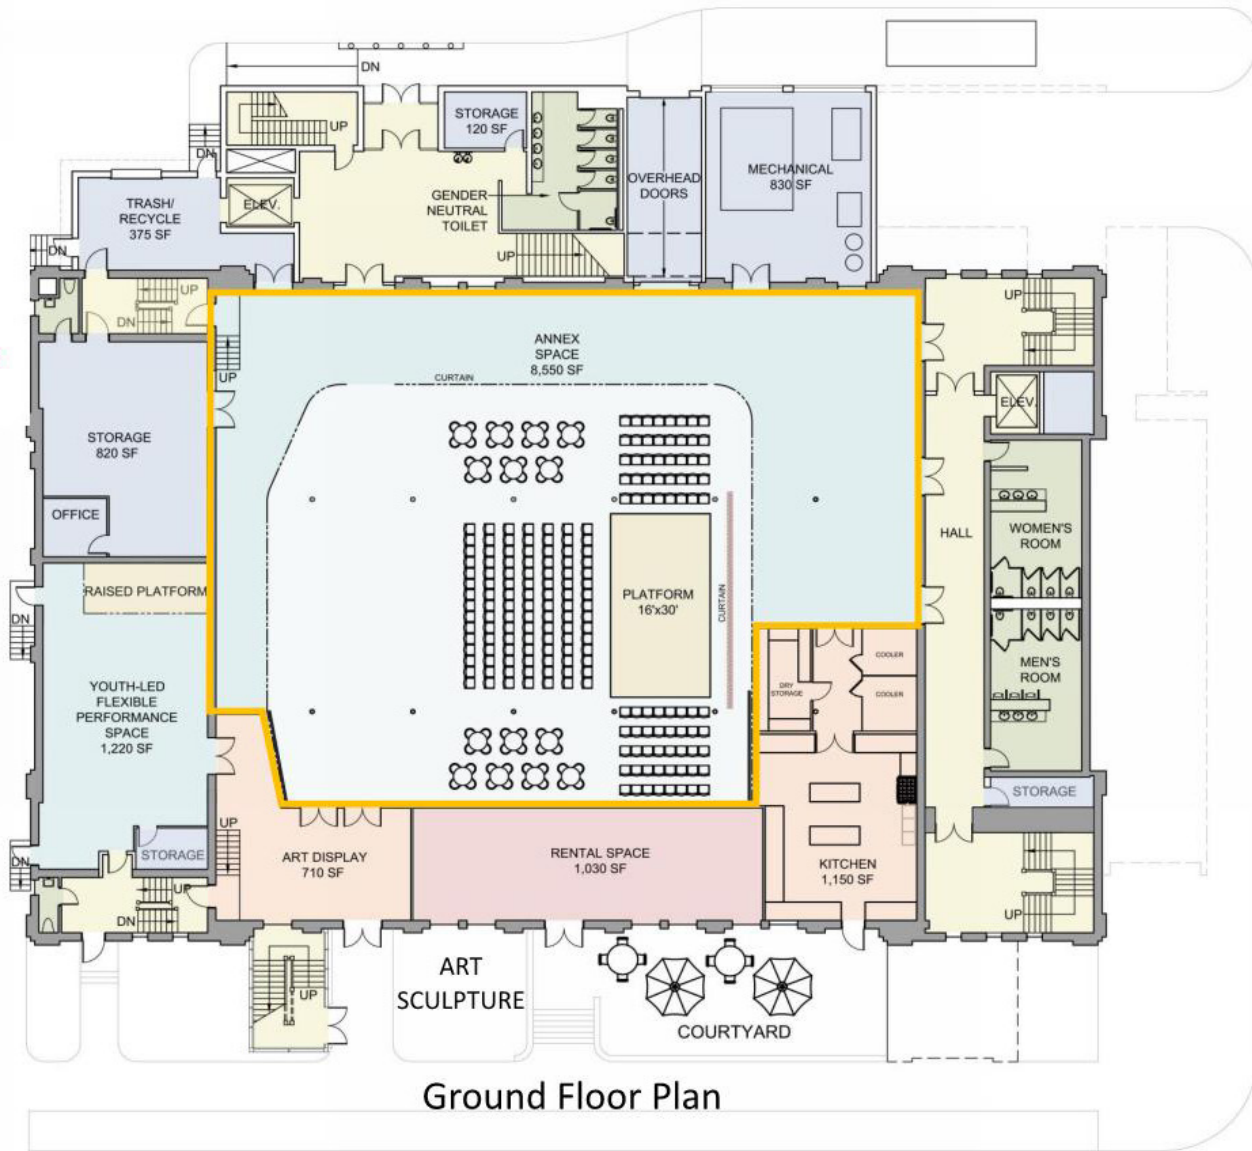 DN
UP
STORAGE
120 SF
DN
TRASH/
RECYCLE
375 SF
ELEV.
GENDER
NEUTRAL
TOILET
OVERHEAD
DOORS
MECHANICAL
830 SF
DN
UP
UP
DN
UP
ANNEX
SPACE
8,550 SF
CURTAIN
UP
ELEV.
STORAGE
820 SF
OFFICE
HALL
WOMEN'S
ROOM
RAISED PLATFORM
PLATFORM
16'x30'
CURTAIN
DN
YOUTH-LED
FLEXIBLE
PERFORMANCE
SPACE
1,220 SF
DRY
STORAGE
COOLER
COOLER
MEN'S
ROOM
STORAGE
UP
STORAGE
DN
ART DISPLAY
710 SF
RENTAL SPACE
1,030 SF
KITCHEN
1,150 SF
UP
DN
UP
UP
ART
SCULPTURE
COURTYARD
Ground Floor Plan